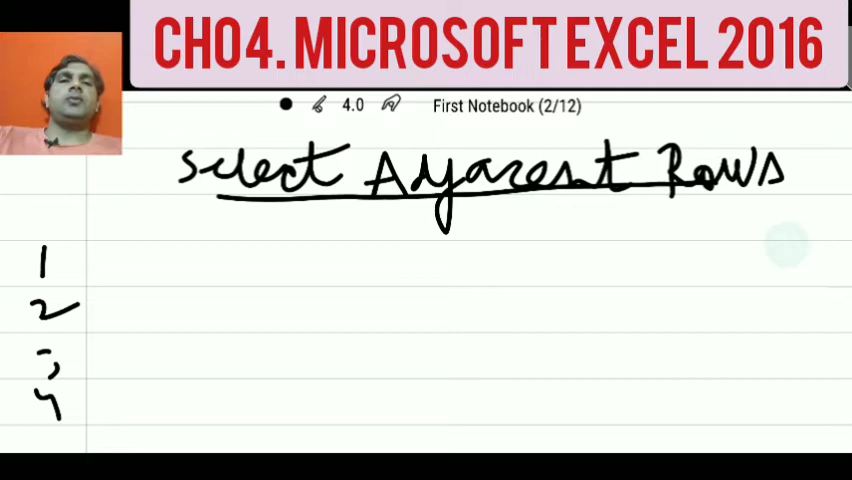 CH04. MICROSOFT EXCEL 2016
4.0 First Notebook (2/12)
Select Adjacent Rows
1
2
3
4